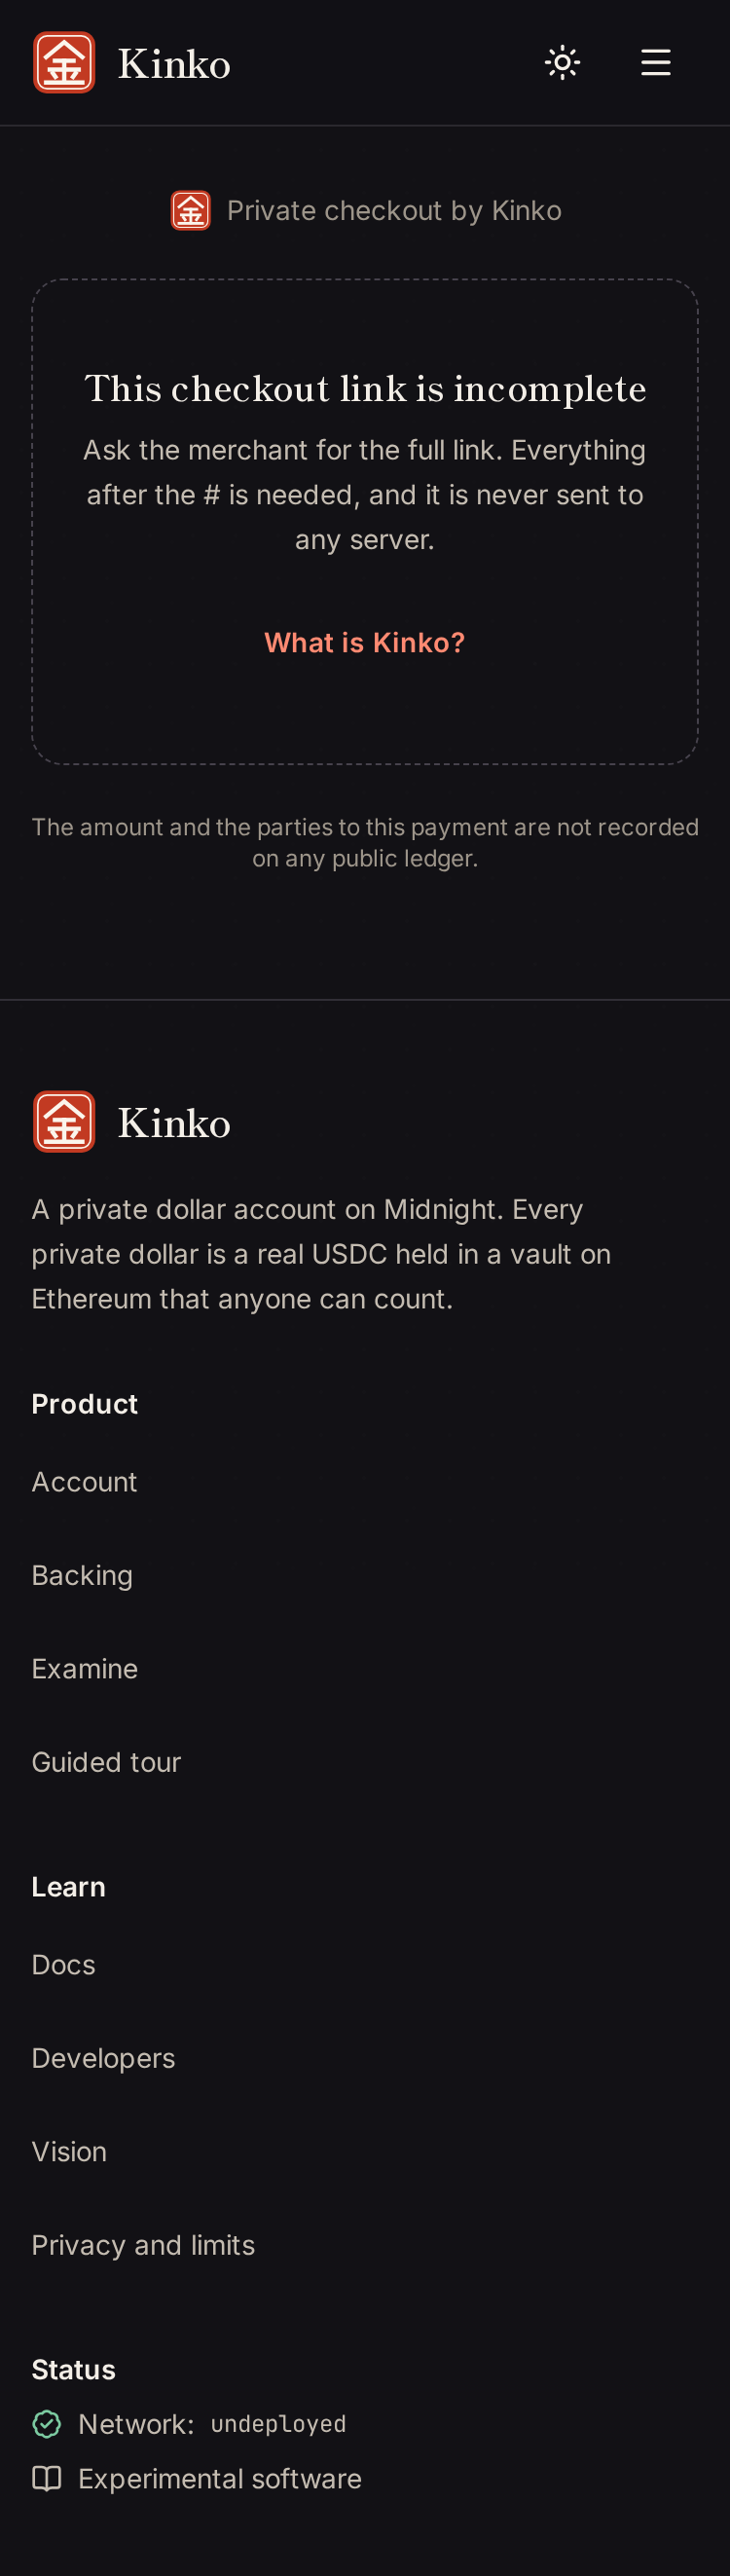 金 Kinko
金 Private checkout by Kinko
This checkout link is incomplete
Ask the merchant for the full link. Everything
after the # is needed, and it is never sent to
any server.
What is Kinko?
The amount and the parties to this payment are not recorded
on any public ledger.
金 Kinko
A private dollar account on Midnight. Every
private dollar is a real USDC held in a vault on
Ethereum that anyone can count.
Product
Account
Backing
Examine
Guided tour
Learn
Docs
Developers
Vision
Privacy and limits
Status
Network: undeployed
Experimental software